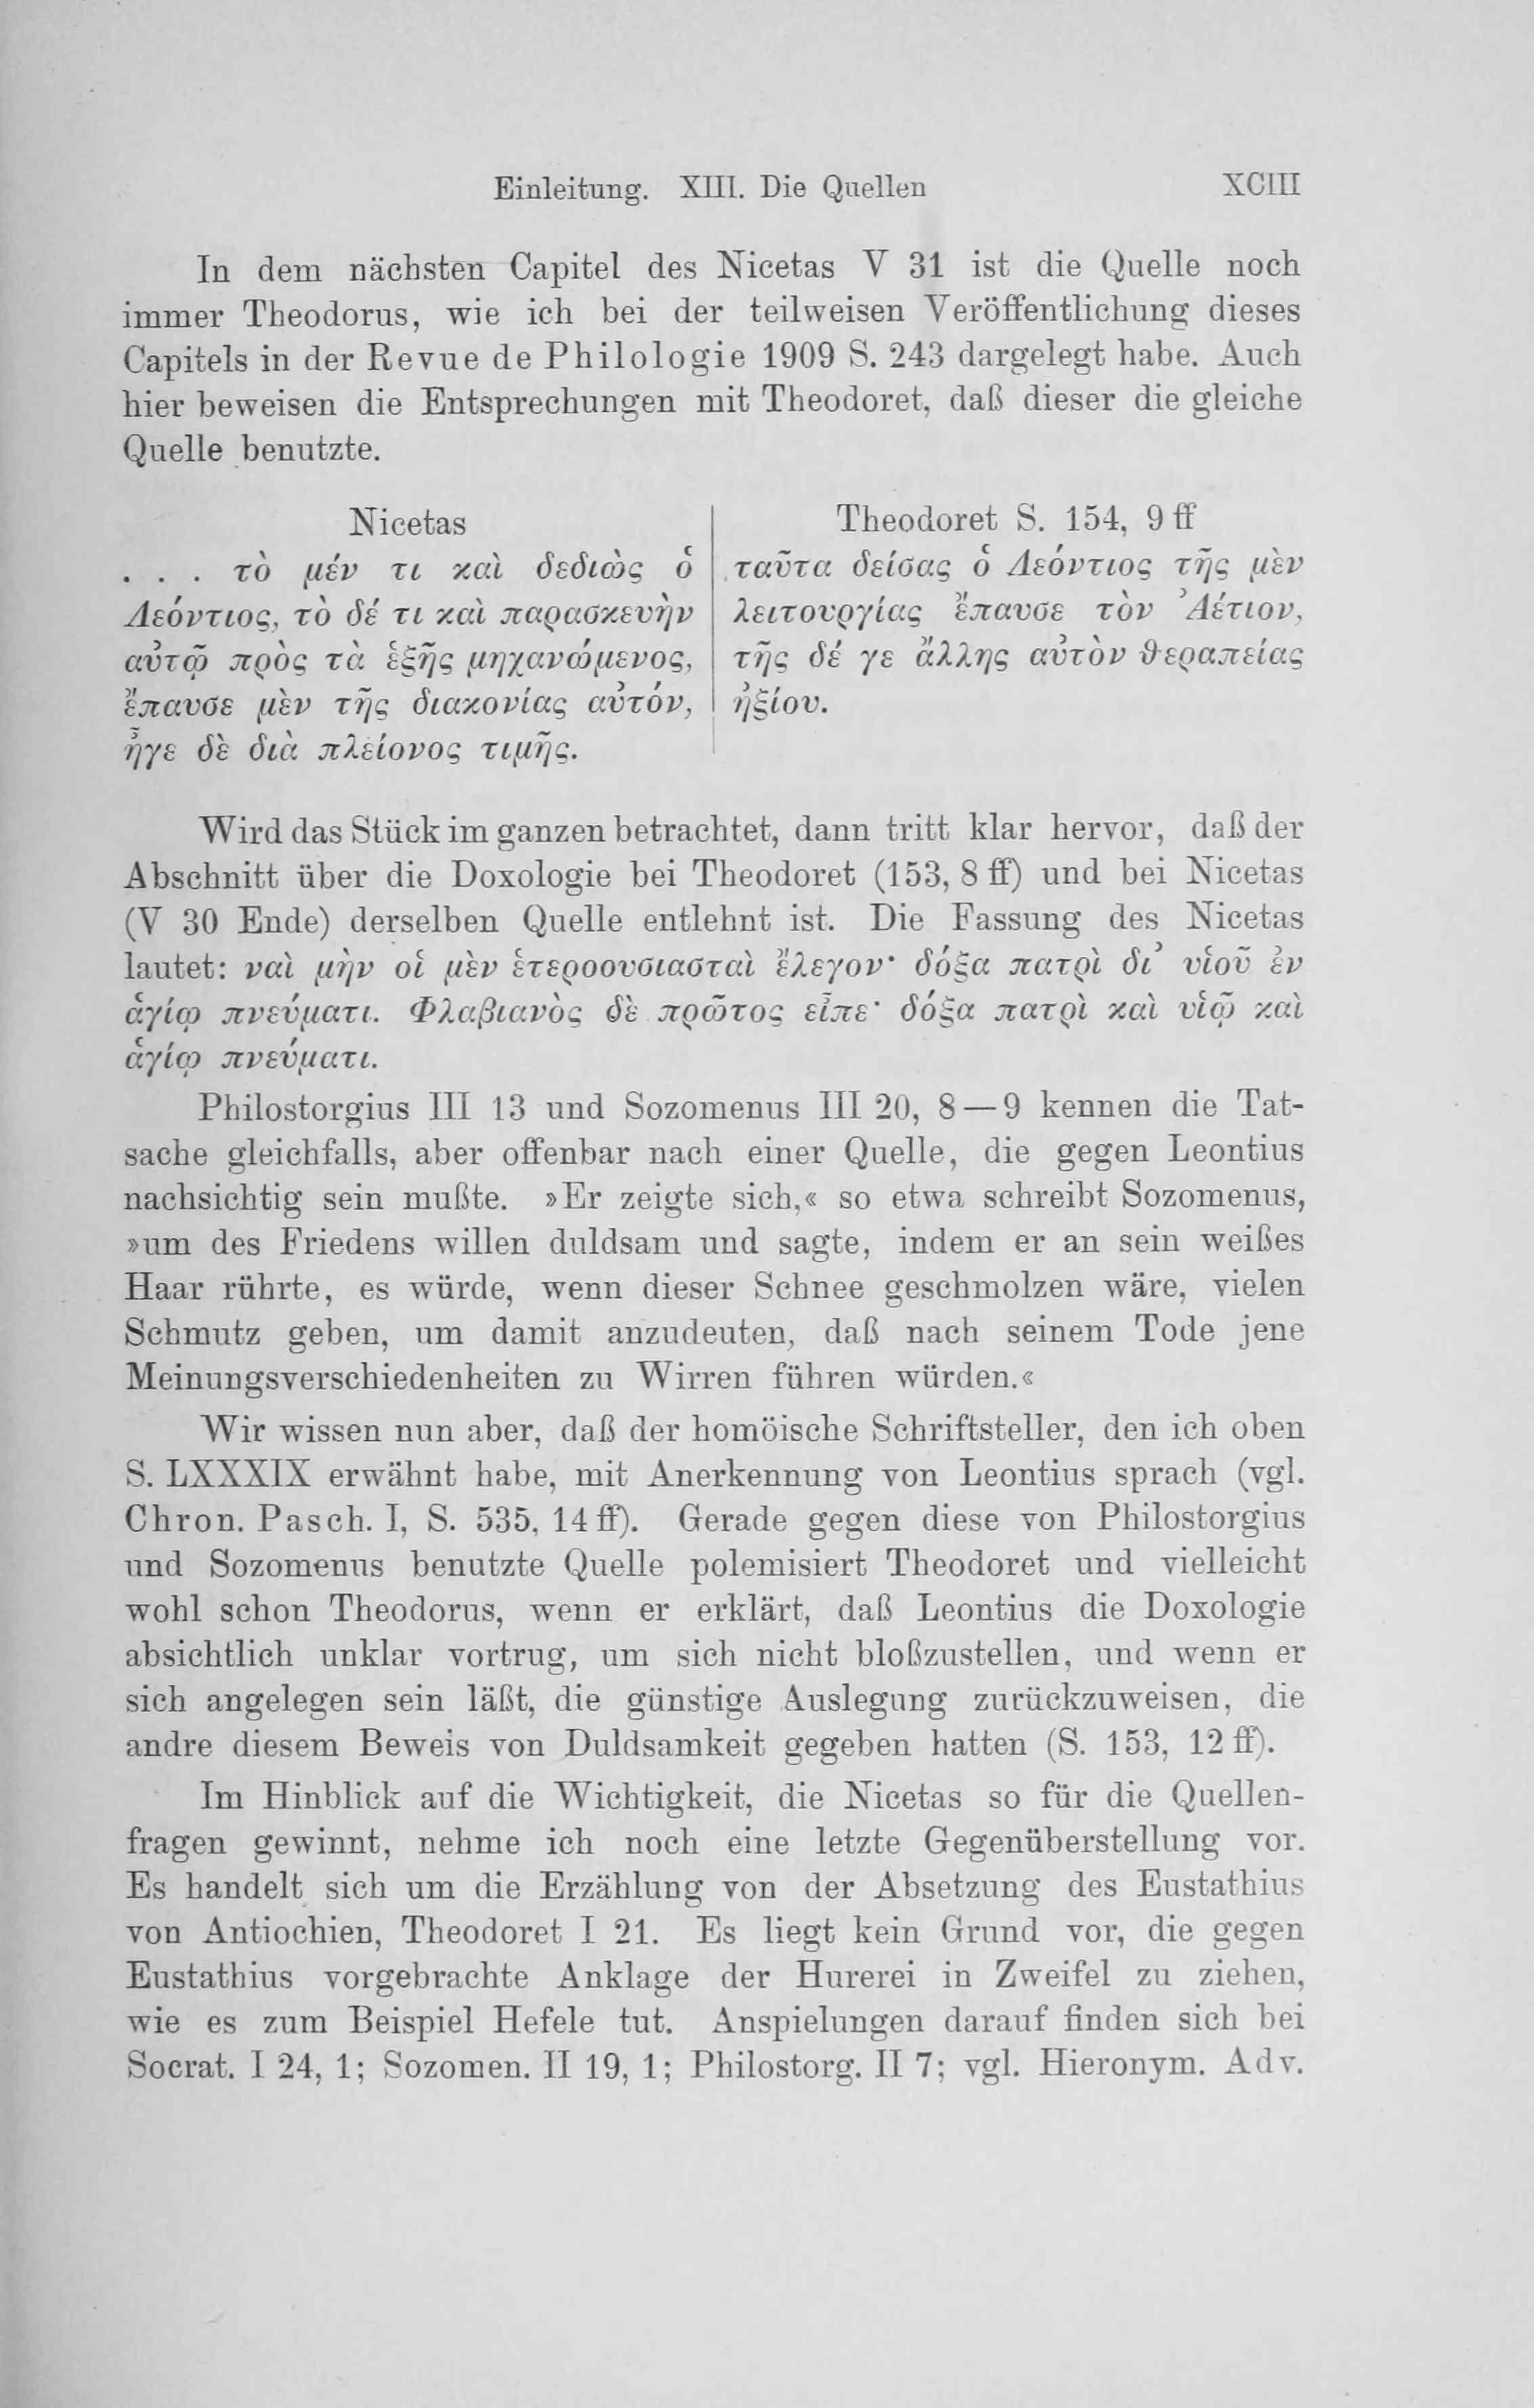 Einleitung. XIII. Die Quellen XCIII
In dem nächsten Capitel des Nicetas V 31 ist die Quelle noch
immer Theodorus, wie ich bei der teilweisen Veröffentlichung dieses
Capitels in der Revue de Philologie 1909 S. 243 dargelegt habe. Auch
hier beweisen die Entsprechungen mit Theodoret, daß dieser die gleiche
Quelle benutzte.
Nicetas
. . . τὸ μέν τι καὶ δεδιὼς ὁ
Λεόντιος, τὸ δέ τι καὶ παρασκευὴν
αὐτῷ πρὸς τὰ ἑξῆς μηχανώμενος,
ἔπαυσε μὲν τῆς διακονίας αὐτόν,
ἦγε δὲ διὰ πλείονος τιμῆς.
Theodoret S. 154, 9 ff
ταῦτα δείσας ὁ Λεόντιος τῆς μὲν
λειτουργίας ἔπαυσε τὸν Ἀέτιον,
τῆς δέ γε ἄλλης αὐτὸν θεραπείας
ἠξίου.
Wird das Stück im ganzen betrachtet, dann tritt klar hervor, daß der
Abschnitt über die Doxologie bei Theodoret (153, 8 ff) und bei Nicetas
(V 30 Ende) derselben Quelle entlehnt ist. Die Fassung des Nicetas
lautet: ναὶ μὴν οἱ μὲν ἑτεροουσιασταὶ ἔλεγον· δόξα πατρὶ δι᾽ υἱοῦ ἐν
ἁγίῳ πνεύματι. Φλαβιανὸς δὲ πρῶτος εἶπε· δόξα πατρὶ καὶ υἱῷ καὶ
ἁγίῳ πνεύματι.
Philostorgius III 13 und Sozomenus III 20, 8 — 9 kennen die Tat-
sache gleichfalls, aber offenbar nach einer Quelle, die gegen Leontius
nachsichtig sein mußte. »Er zeigte sich,« so etwa schreibt Sozomenus,
»um des Friedens willen duldsam und sagte, indem er an sein weißes
Haar rührte, es würde, wenn dieser Schnee geschmolzen wäre, vielen
Schmutz geben, um damit anzudeuten, daß nach seinem Tode jene
Meinungsverschiedenheiten zu Wirren führen würden.«
Wir wissen nun aber, daß der homöische Schriftsteller, den ich oben
S. LXXXIX erwähnt habe, mit Anerkennung von Leontius sprach (vgl.
Chron. Pasch. I, S. 535, 14 ff). Gerade gegen diese von Philostorgius
und Sozomenus benutzte Quelle polemisiert Theodoret und vielleicht
wohl schon Theodorus, wenn er erklärt, daß Leontius die Doxologie
absichtlich unklar vortrug, um sich nicht bloßzustellen, und wenn er
sich angelegen sein läßt, die günstige Auslegung zurückzuweisen, die
andre diesem Beweis von Duldsamkeit gegeben hatten (S. 153, 12 ff).
Im Hinblick auf die Wichtigkeit, die Nicetas so für die Quellen-
fragen gewinnt, nehme ich noch eine letzte Gegenüberstellung vor.
Es handelt sich um die Erzählung von der Absetzung des Eustathius
von Antiochien, Theodoret I 21. Es liegt kein Grund vor, die gegen
Eustathius vorgebrachte Anklage der Hurerei in Zweifel zu ziehen,
wie es zum Beispiel Hefele tut. Anspielungen darauf finden sich bei
Socrat. I 24, 1; Sozomen. II 19, 1; Philostorg. II 7; vgl. Hieronym. Adv.